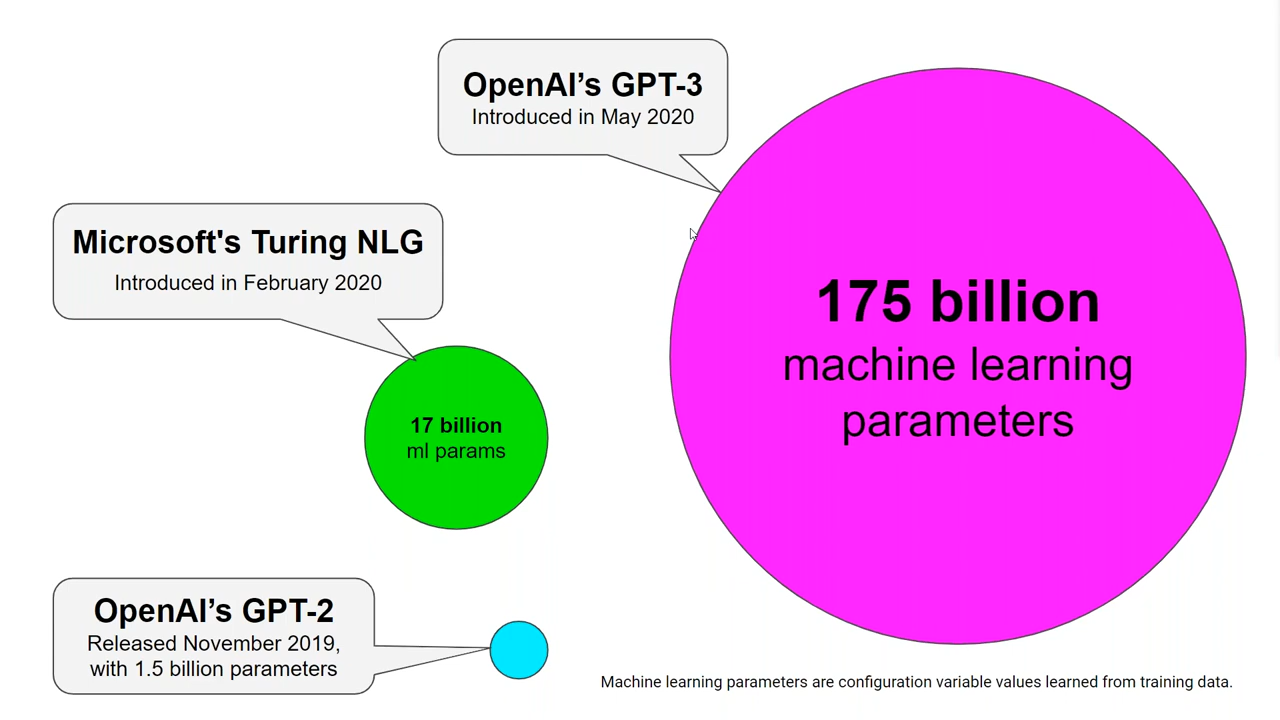 OpenAI’s GPT-3
Introduced in May 2020
Microsoft's Turing NLG
Introduced in February 2020
175 billion
machine learning
parameters
17 billion
ml params
OpenAI’s GPT-2
Released November 2019,
with 1.5 billion parameters
Machine learning parameters are configuration variable values learned from training data.